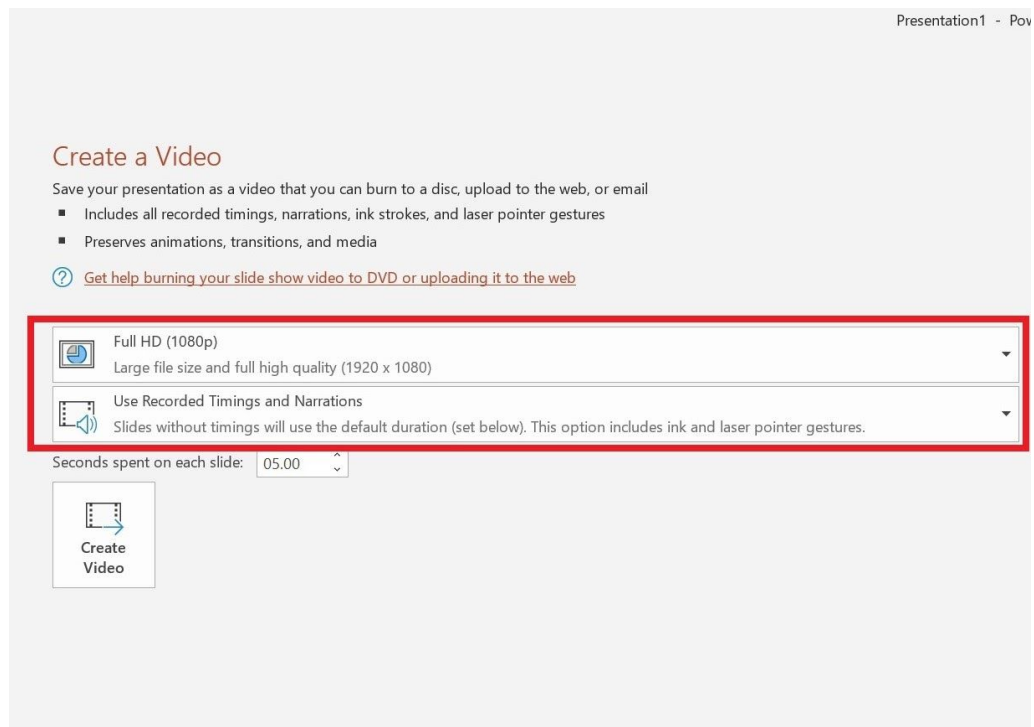 Presentation1 - Pow
Create a Video
Save your presentation as a video that you can burn to a disc, upload to the web, or email
Includes all recorded timings, narrations, ink strokes, and laser pointer gestures
Preserves animations, transitions, and media
Get help burning your slide show video to DVD or uploading it to the web
Full HD (1080p)
Large file size and full high quality (1920 x 1080)
Use Recorded Timings and Narrations
Slides without timings will use the default duration (set below). This option includes ink and laser pointer gestures.
Seconds spent on each slide: 05.00
Create
Video